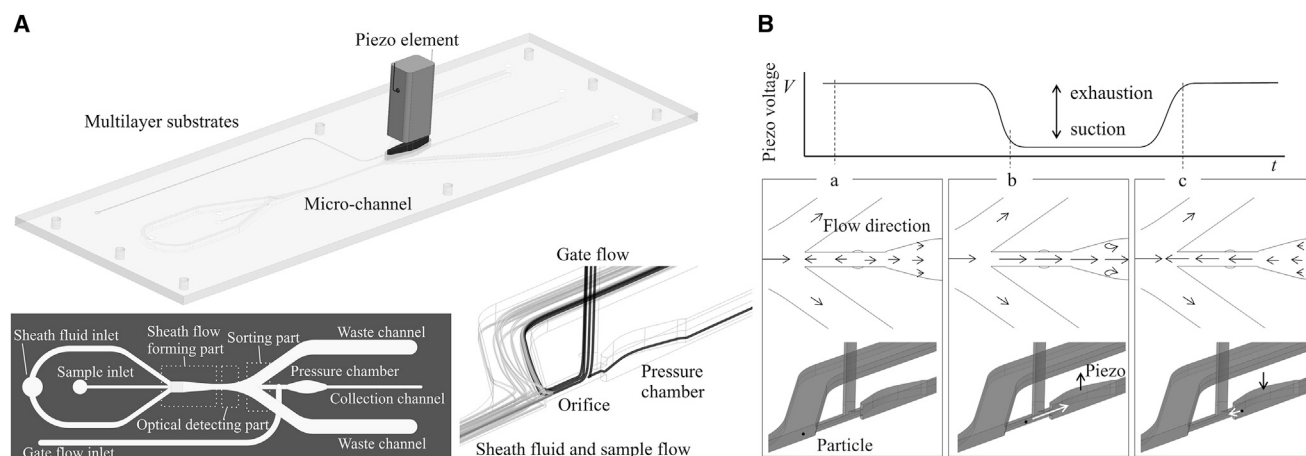 A
Piezo element
Multilayer substrates
Micro-channel
Sheath fluid inlet
Sample inlet
Sheath flow
forming part
Sorting part
Waste channel
Pressure chamber
Collection channel
Optical detecting part
Waste channel
Gate flow inlet
Gate flow
Pressure
chamber
Orifice
Sheath fluid and sample flow
B
Piezo voltage
V
exhaustion
suction
t
a
b
c
Flow direction
Piezo
Particle